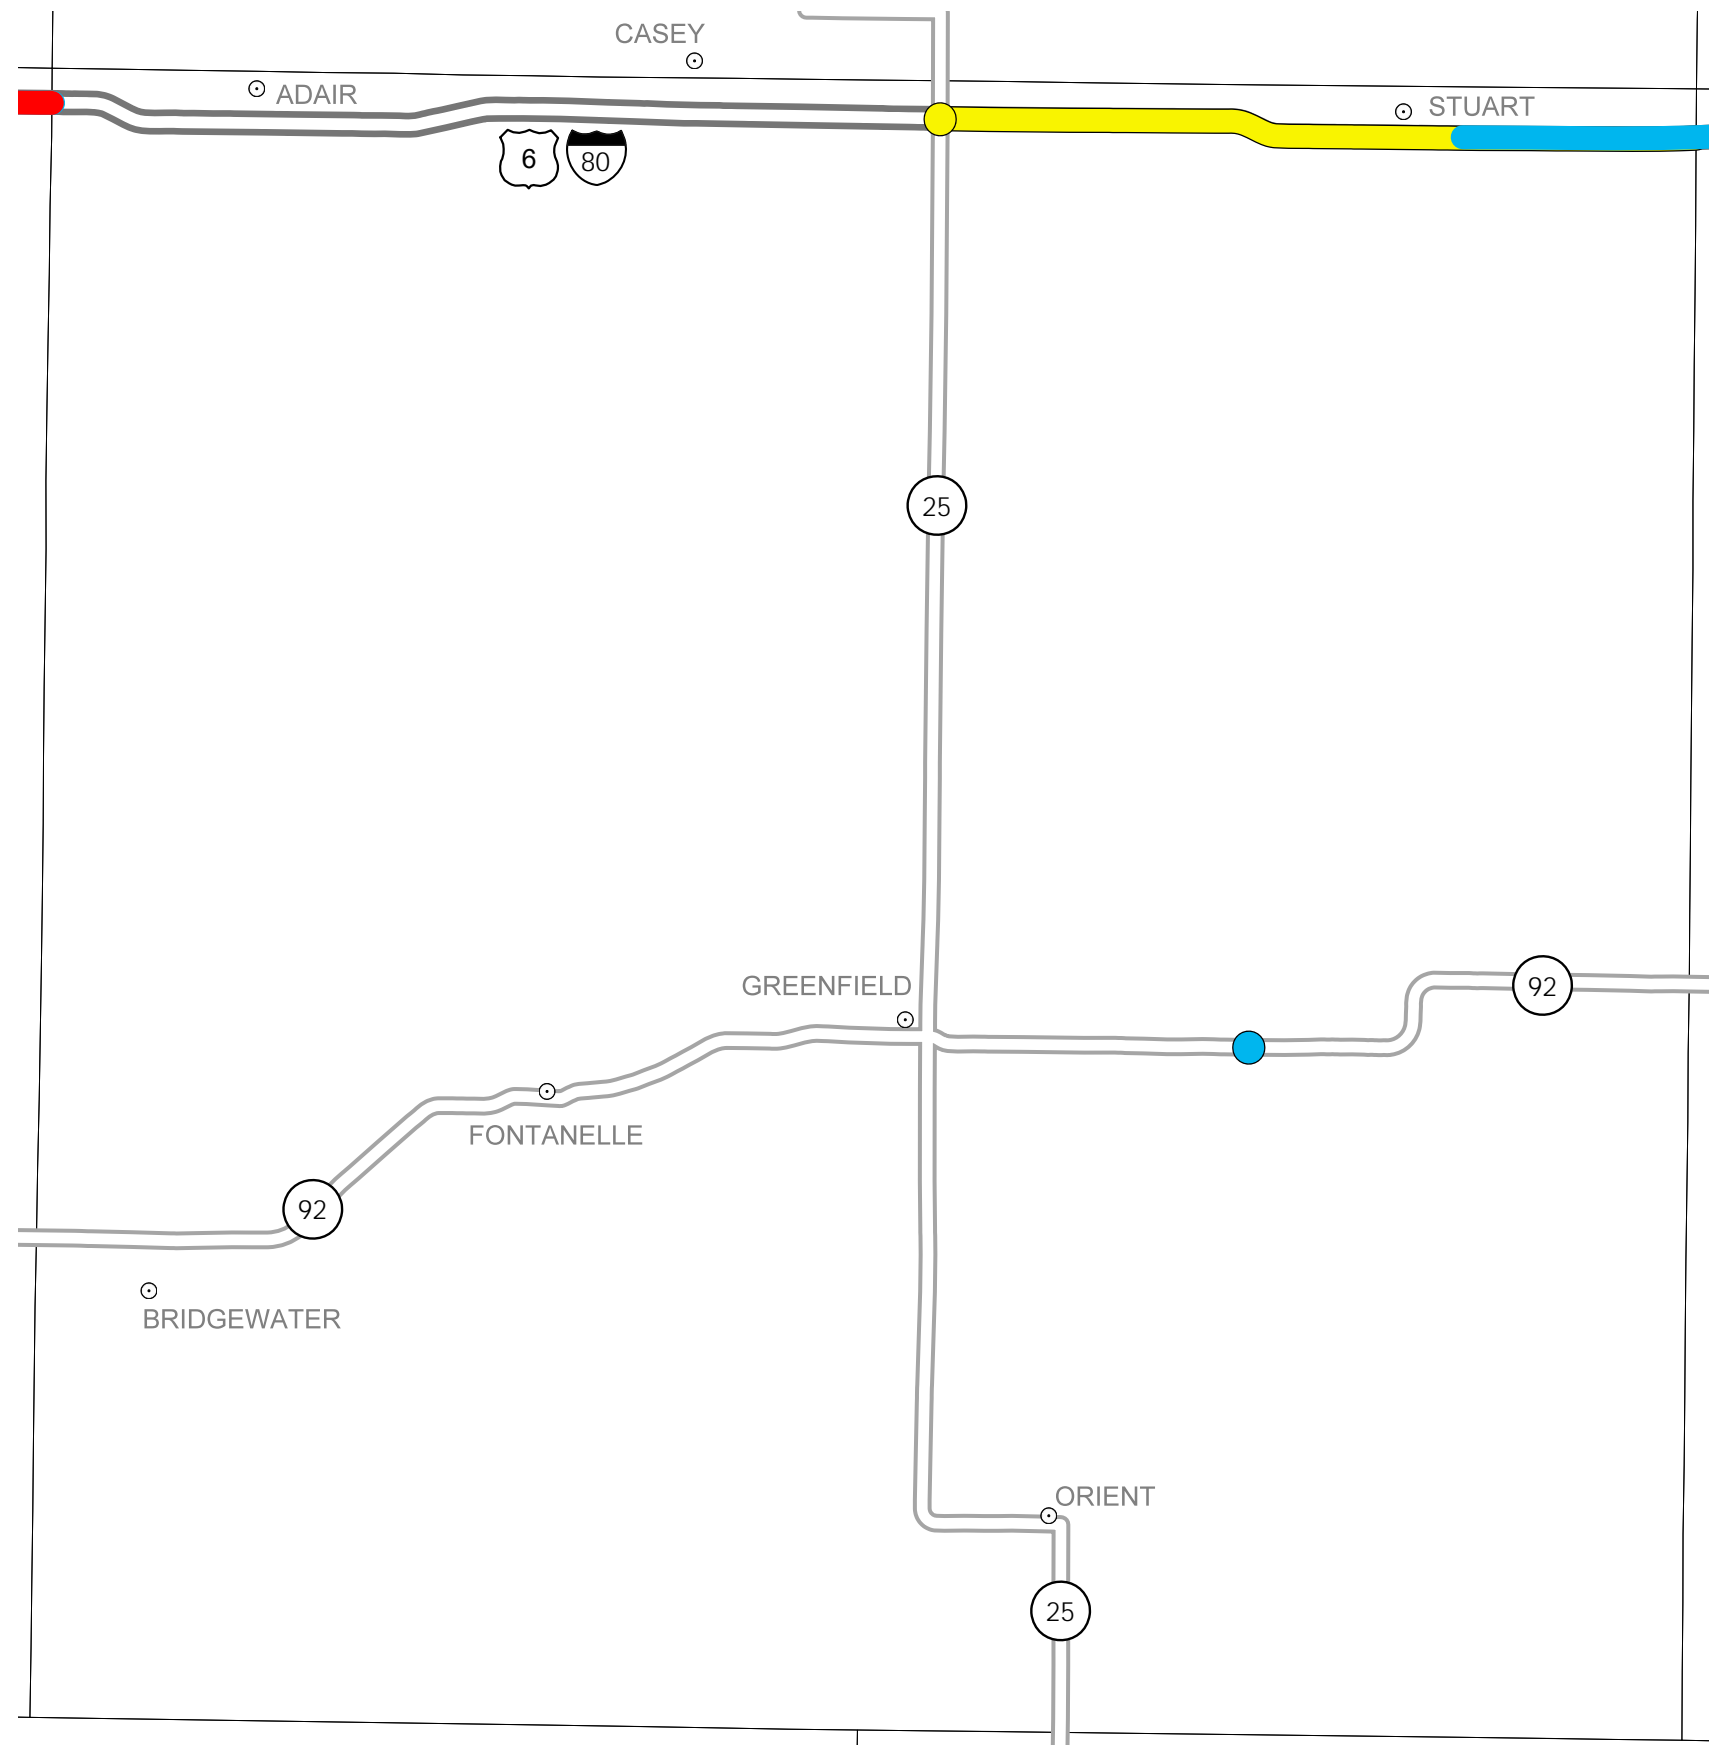 CASEY
ADAIR
STUART
6
80
25
GREENFIELD
92
FONTANELLE
92
BRIDGEWATER
ORIENT
25